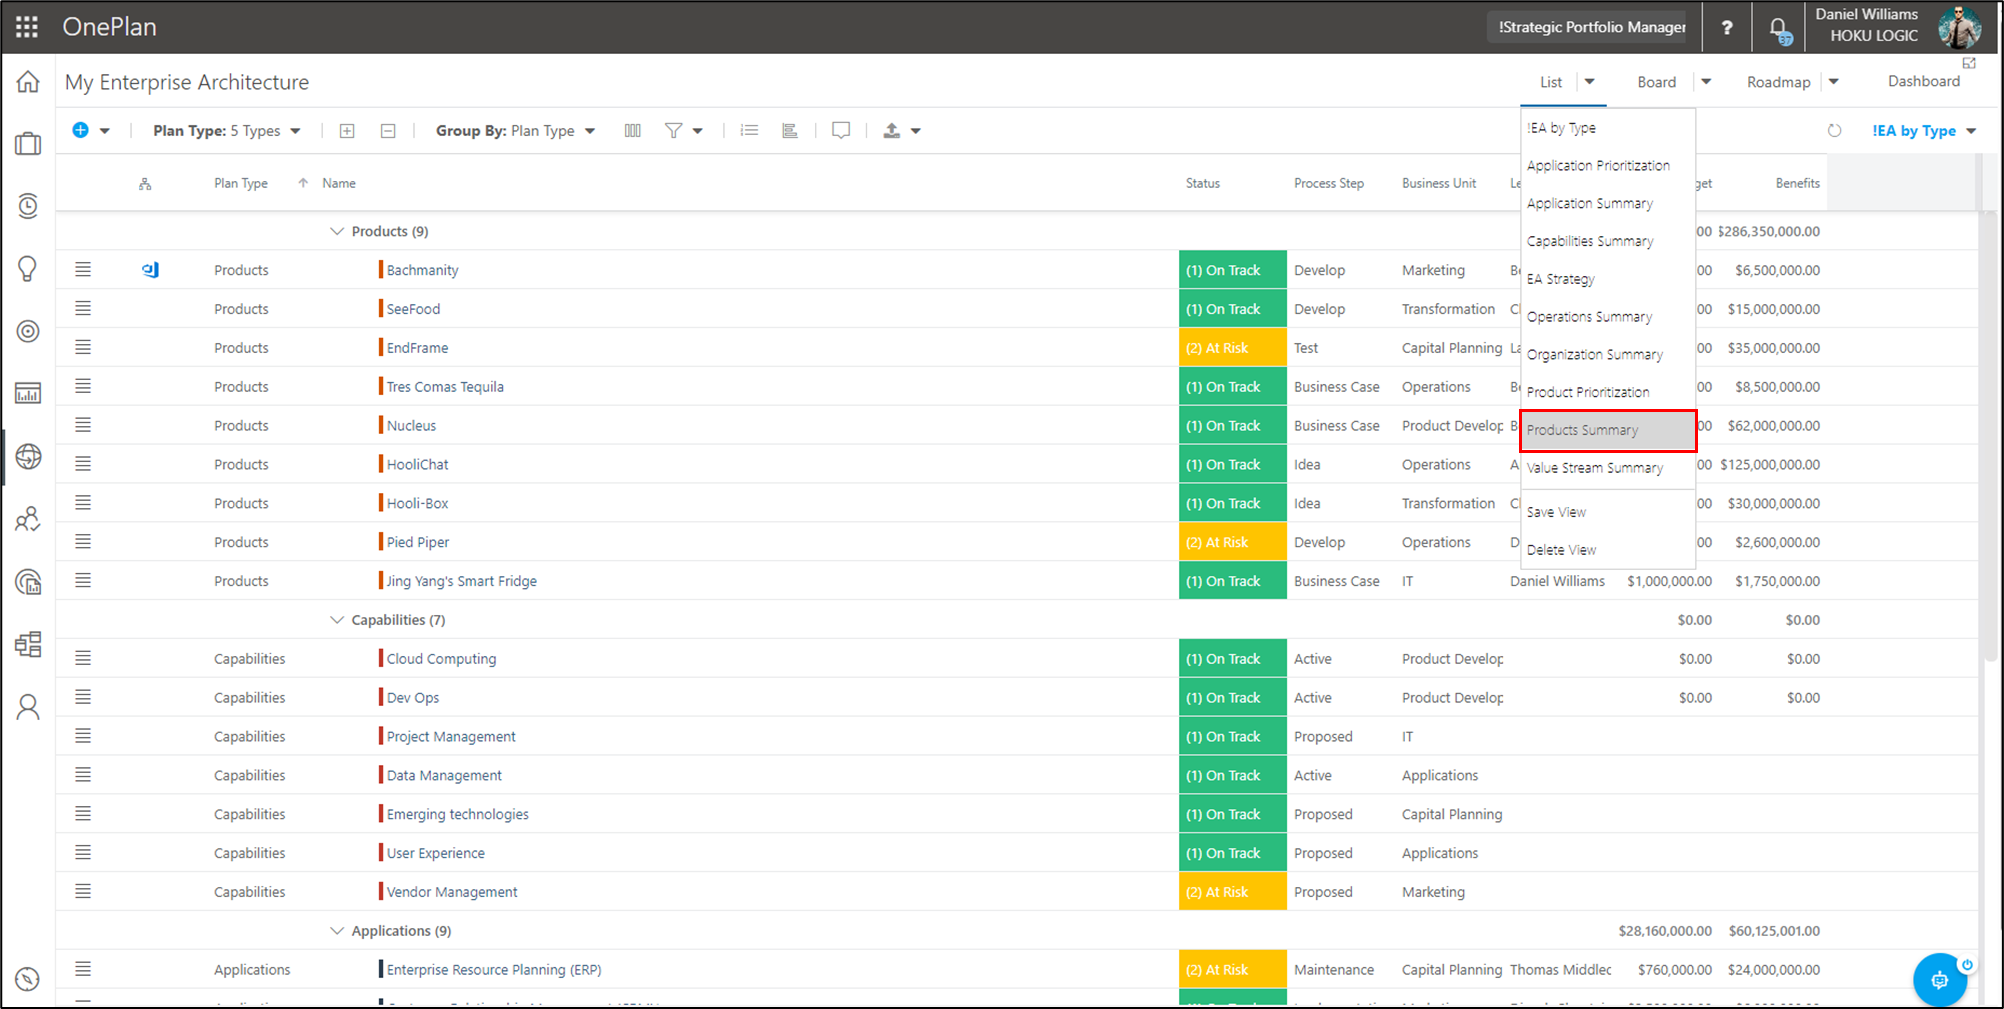 OnePlan
!Strategic Portfolio Manager
?
37
Daniel Williams
HOKU LOGIC
My Enterprise Architecture
List
Board
Roadmap
Dashboard
Plan Type: 5 Types
Group By: Plan Type
!EA by Type
!EA by Type
Application Prioritization
Application Summary
Capabilities Summary
EA Strategy
Operations Summary
Organization Summary
Product Prioritization
Products Summary
Value Stream Summary
Save View
Delete View
Plan Type Name Status Process Step Business Unit Le get Benefits
Products (9) 00 $286,350,000.00
Products Bachmanity (1) On Track Develop Marketing Be 00 $6,500,000.00
Products SeeFood (1) On Track Develop Transformation 00 $15,000,000.00
Products EndFrame (2) At Risk Test Capital Planning La 00 $35,000,000.00
Products Tres Comas Tequila (1) On Track Business Case Operations Be 00 $8,500,000.00
Products Nucleus (1) On Track Business Case Product Develop 00 $62,000,000.00
Products HooliChat (1) On Track Idea Operations A 00 $125,000,000.00
Products Hooli-Box (1) On Track Idea Transformation 00 $30,000,000.00
Products Pied Piper (2) At Risk Develop Operations D 00 $2,600,000.00
Products Jing Yang's Smart Fridge (1) On Track Business Case IT Daniel Williams $1,000,000.00 $1,750,000.00
Capabilities (7) $0.00 $0.00
Capabilities Cloud Computing (1) On Track Active Product Develop $0.00 $0.00
Capabilities Dev Ops (1) On Track Active Product Develop $0.00 $0.00
Capabilities Project Management (1) On Track Proposed IT
Capabilities Data Management (1) On Track Active Applications
Capabilities Emerging technologies (1) On Track Proposed Capital Planning
Capabilities User Experience (1) On Track Proposed Applications
Capabilities Vendor Management (2) At Risk Proposed Marketing
Applications (9) $28,160,000.00 $60,125,001.00
Applications Enterprise Resource Planning (ERP) (2) At Risk Maintenance Capital Planning Thomas Middlec $760,000.00 $24,000,000.00